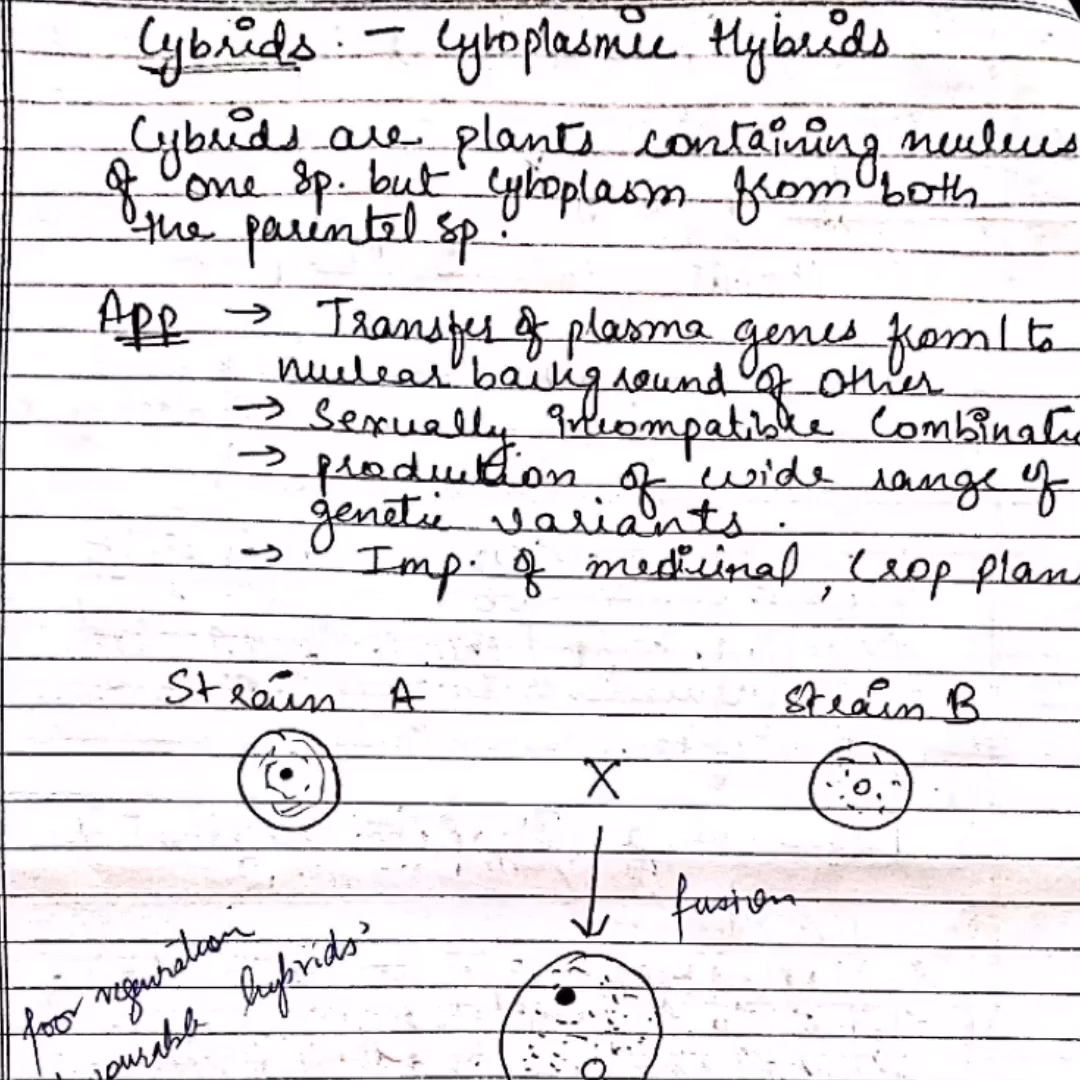 Cybrids. - Cytoplasmic Hybrids
Cybrids are plants containing nucleus
of one sp. but cytoplasm from both
the parentel sp.
App → Transfer of plasma genes from 1 to
nuclear background of other
→ Sexually incompatible Combinatio
→ production of wide range of
genetic variants.
→ Imp. of medicinal, Crop plan
Strain A Strain B
X
fusion
poor
hybrids